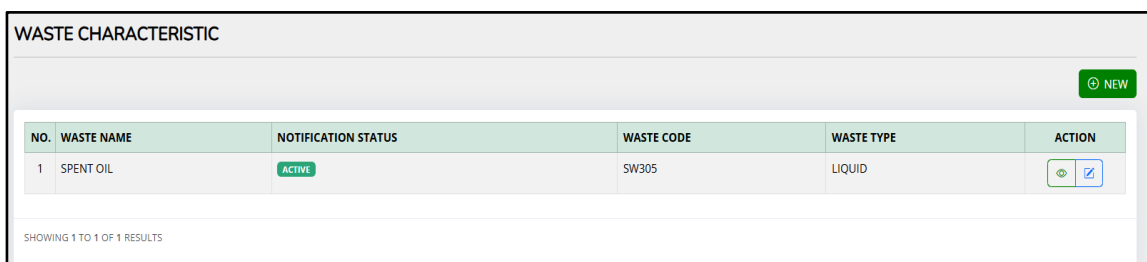 WASTE CHARACTERISTIC
NEW
NO. WASTE NAME NOTIFICATION STATUS WASTE CODE WASTE TYPE ACTION
1 SPENT OIL ACTIVE SW305 LIQUID
SHOWING 1 TO 1 OF 1 RESULTS